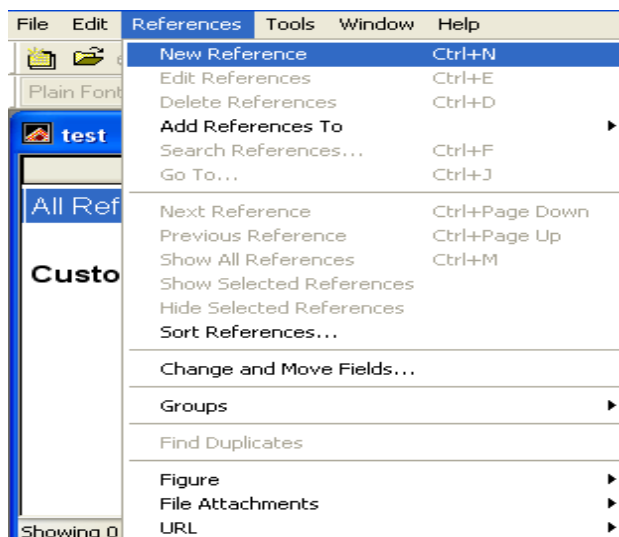 File Edit References Tools Window Help
New Reference Ctrl+N
Edit References Ctrl+E
Plain Font
Delete References Ctrl+D
test
Add References To
Search References... Ctrl+F
Go To... Ctrl+J
All Ref
Next Reference Ctrl+Page Down
Previous Reference Ctrl+Page Up
Custo
Show All References Ctrl+M
Show Selected References
Hide Selected References
Sort References...
Change and Move Fields...
Groups
Find Duplicates
Figure
File Attachments
Showing 0
URL